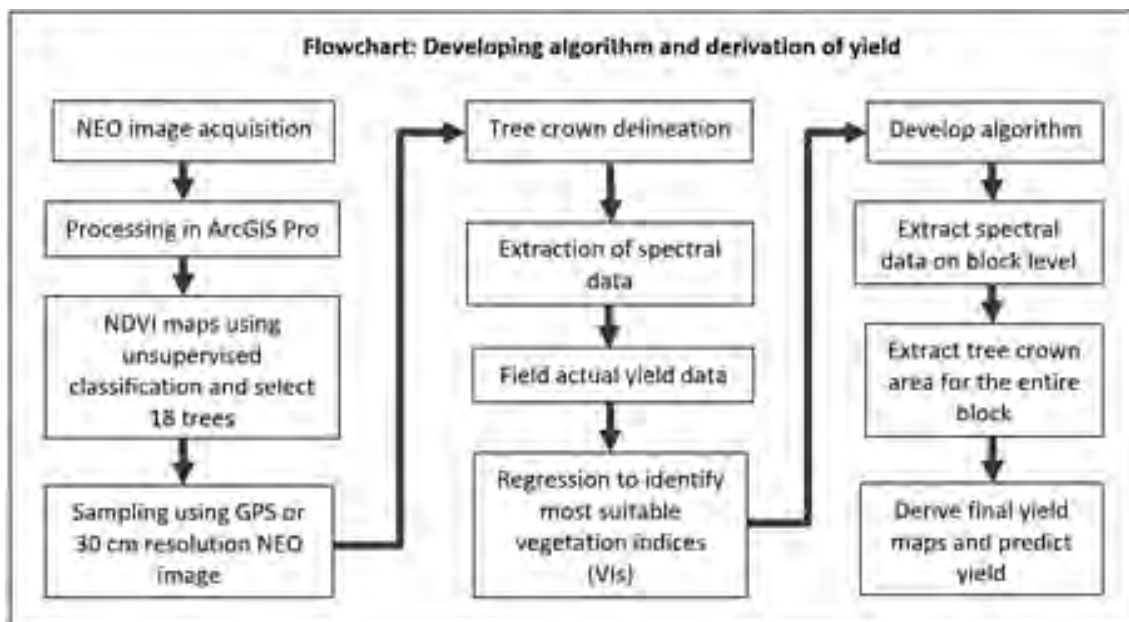 Flowchart: Developing algorithm and derivation of yield
NEO image acquisition
Processing in ArcGIS Pro
NDVI maps using
unsupervised
classification and select
18 trees
Sampling using GPS or
30 cm resolution NEO
image
Tree crown delineation
Extraction of spectral
data
Field actual yield data
Regression to identify
most suitable
vegetation indices
(VIs)
Develop algorithm
Extract spectral
data on block level
Extract tree crown
area for the entire
block
Derive final yield
maps and predict
yield